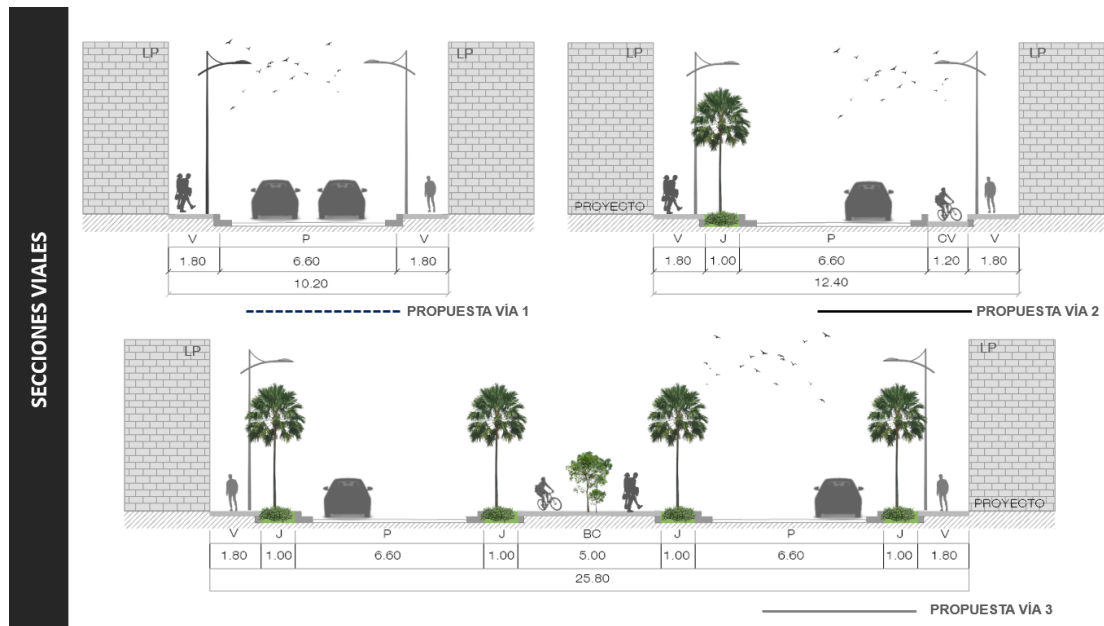 SECCIONES VIALES
LP LP
V P V
1.80 6.60 1.80
10.20
PROPUESTA VÍA 1
LP LP
PROYECTO
V J P CV V
1.80 1.00 6.60 1.20 1.80
12.40
PROPUESTA VÍA 2
LP LP
PROYECTO
V J P J BC J P J V
1.80 1.00 6.60 1.00 5.00 1.00 6.60 1.00 1.80
25.80
PROPUESTA VÍA 3